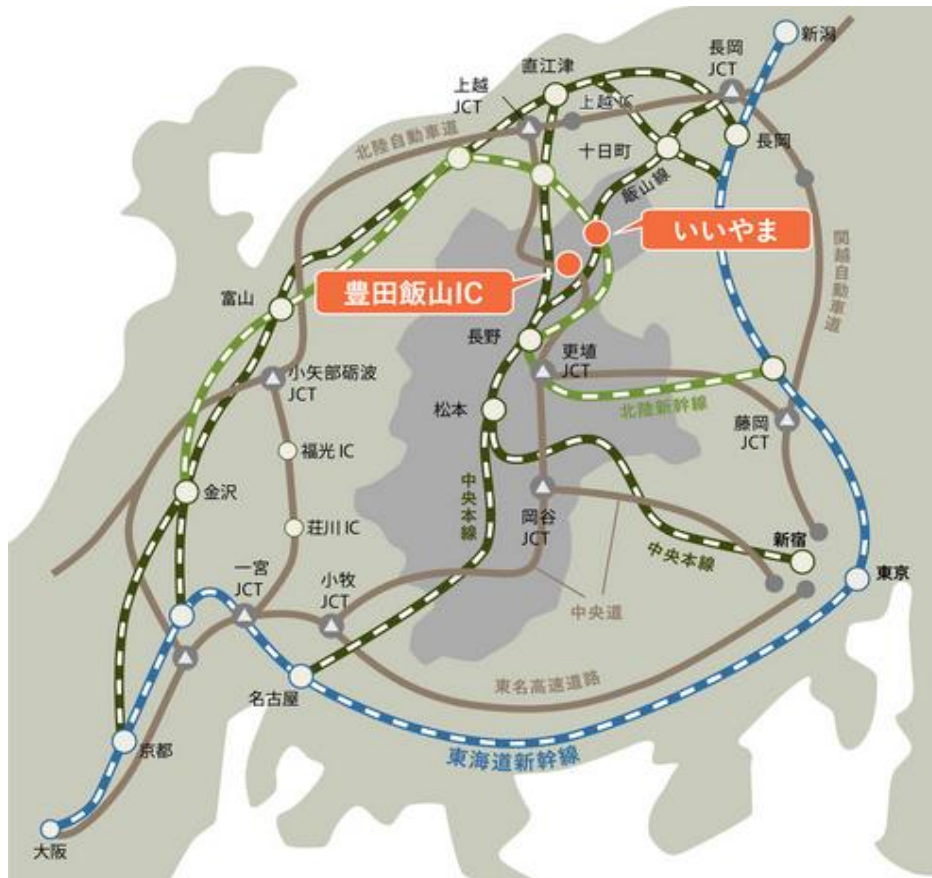 新潟
長岡
JCT
直江津
上越
JCT
上越 IC
長岡
北陸自動車道
十日町
飯山線
いいやま
関越自動車道
豊田飯山IC
富山
長野
更埴
JCT
小矢部砺波
JCT
北陸新幹線
松本
藤岡
JCT
福光 IC
金沢
中央本線
岡谷
JCT
荘川 IC
新宿
中央本線
東京
一宮
JCT
小牧
JCT
中央道
東名高速道路
名古屋
京都
東海道新幹線
大阪